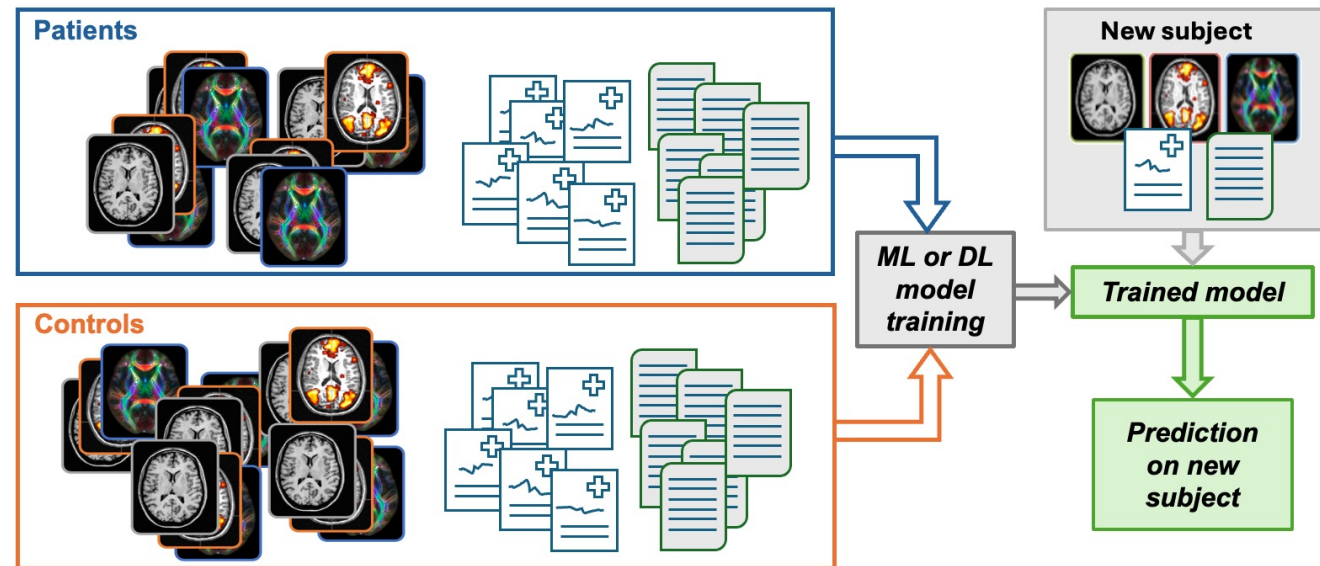 Patients
New subject
ML or DL
model
training
Trained model
Controls
Prediction
on new
subject